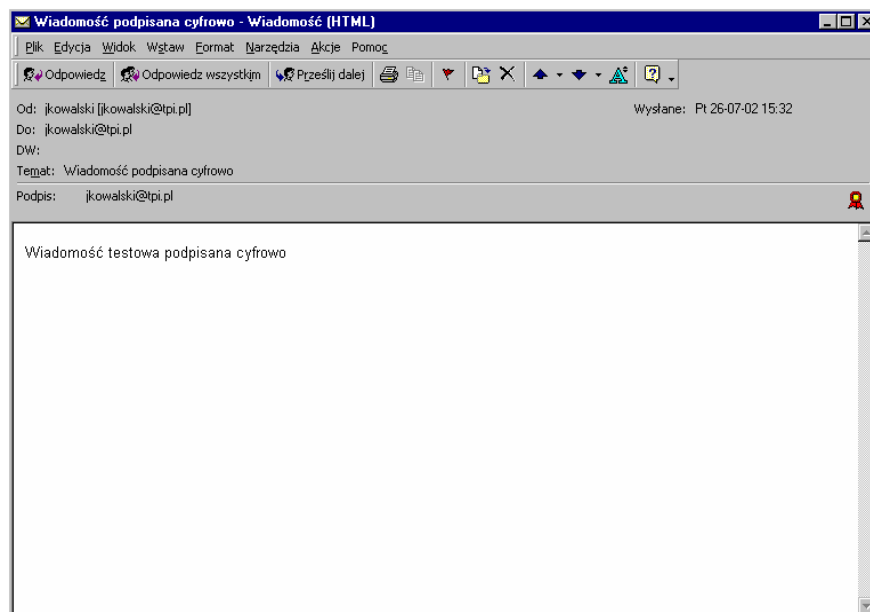 Wiadomość podpisana cyfrowo - Wiadomość (HTML)
Plik Edycja Widok Wstaw Format Narzędzia Akcje Pomoc
Odpowiedz Odpowiedz wszystkim Prześlij dalej
Od: jkowalski [jkowalski@tpi.pl] Wysłane: Pt 26-07-02 15:32
Do: jkowalski@tpi.pl
DW:
Temat: Wiadomość podpisana cyfrowo
Podpis: jkowalski@tpi.pl
Wiadomość testowa podpisana cyfrowo